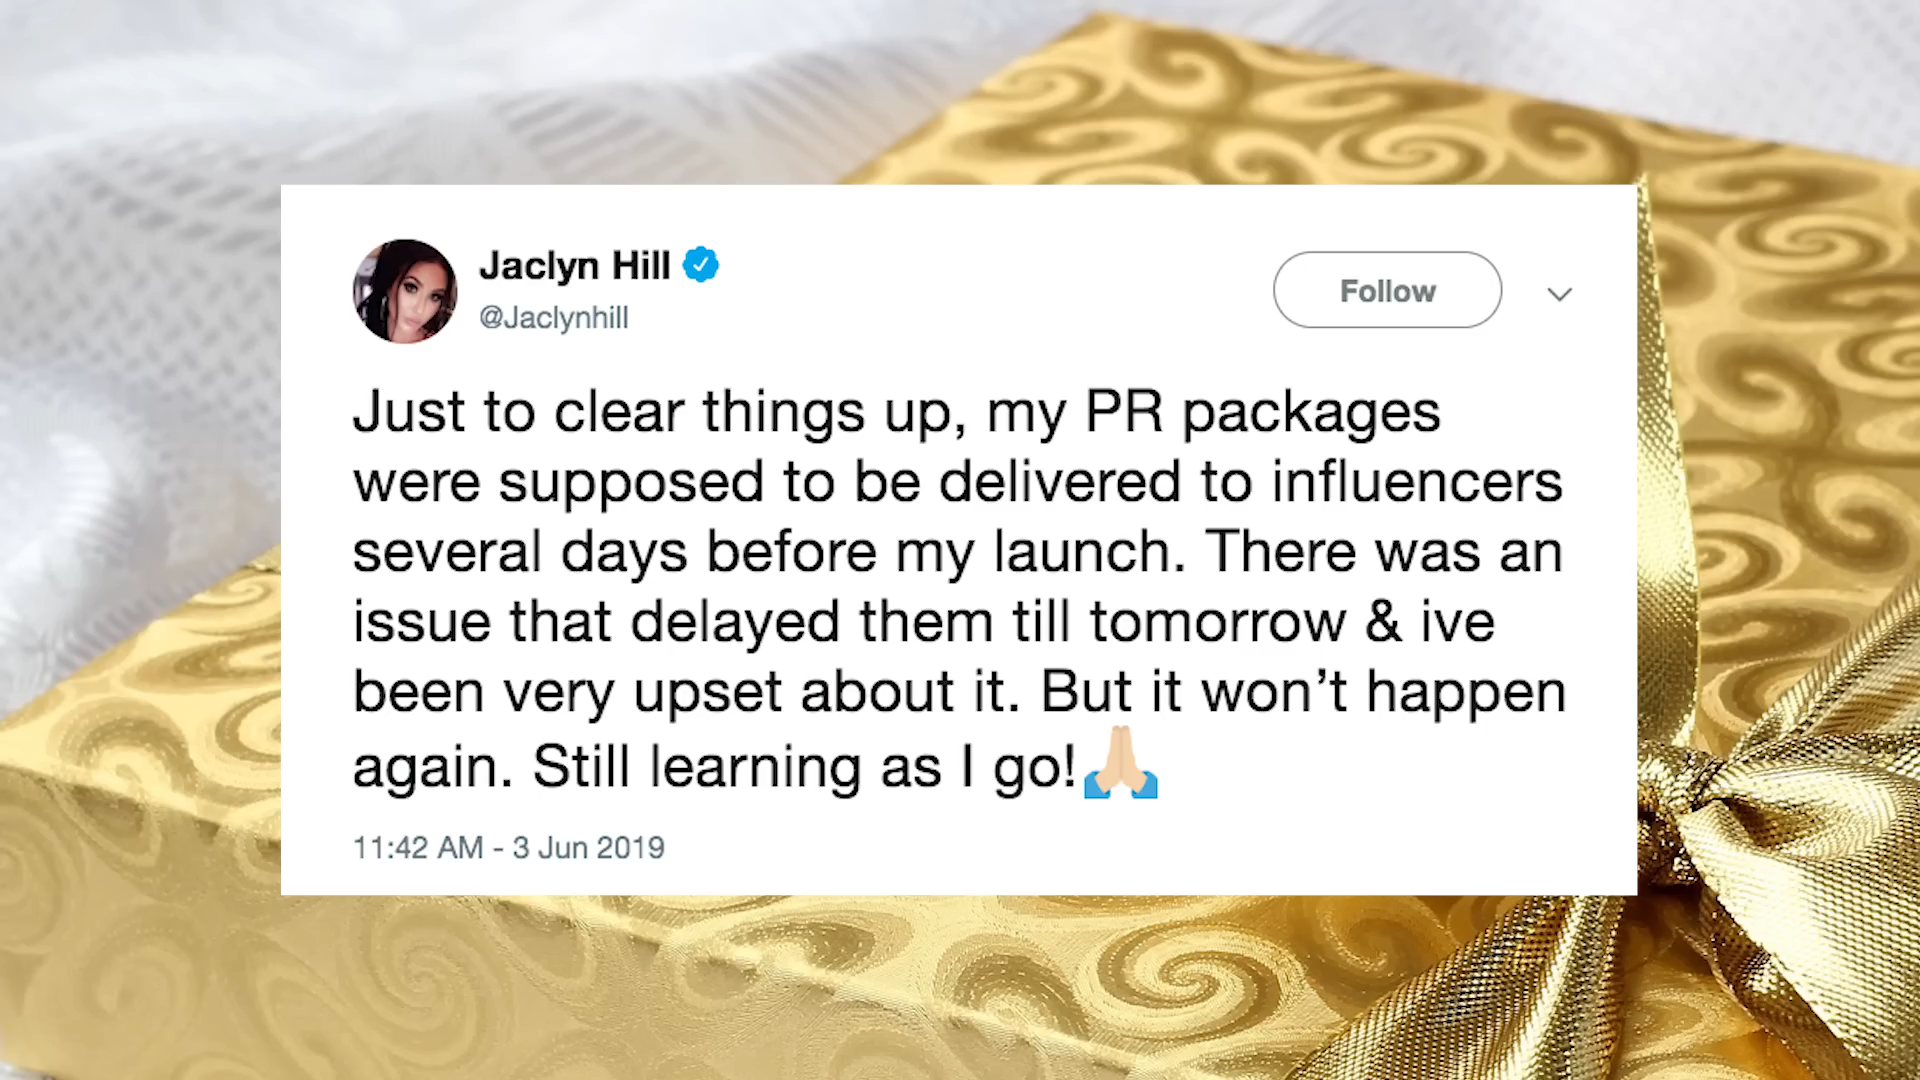 Jaclyn Hill
@Jaclynhill
Follow
Just to clear things up, my PR packages
were supposed to be delivered to influencers
several days before my launch. There was an
issue that delayed them till tomorrow & ive
been very upset about it. But it won’t happen
again. Still learning as I go!🙏🏼
11:42 AM - 3 Jun 2019